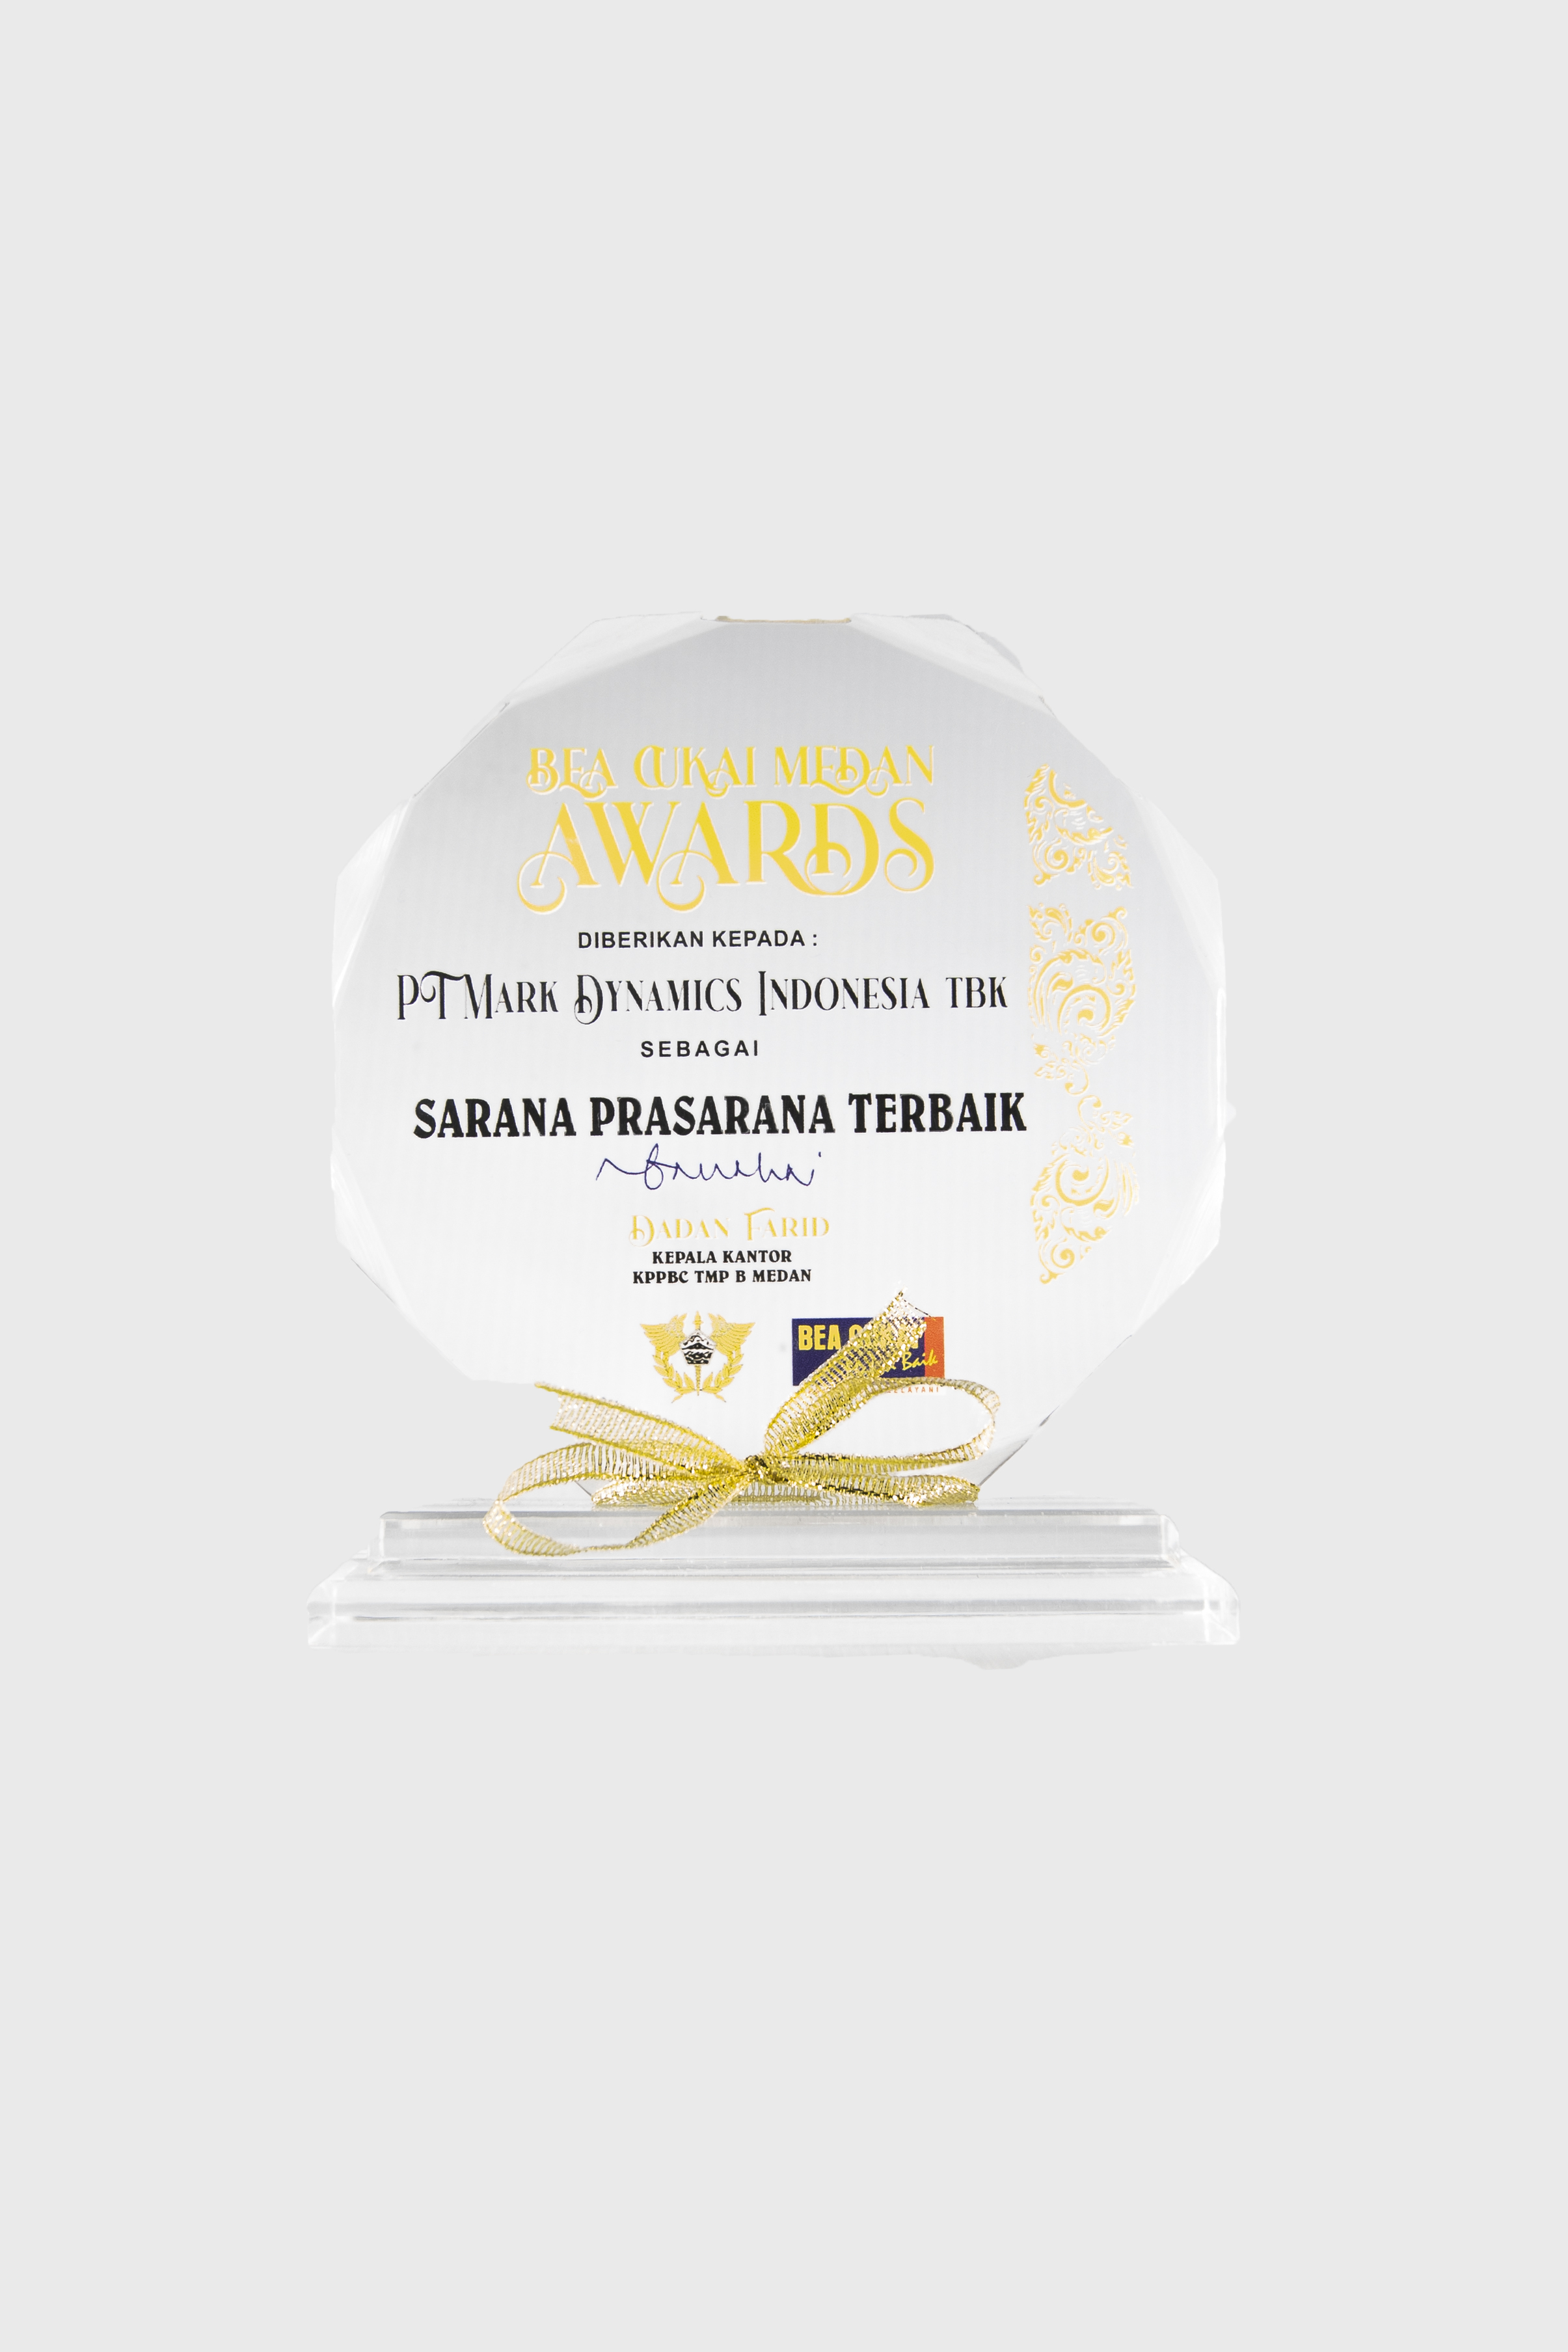 BEA CUKAI MEDAN
AWARDS
DIBERIKAN KEPADA :
PT MARK DYNAMICS INDONESIA TBK
SEBAGAI
SARANA PRASARANA TERBAIK
DADAN FARID
KEPALA KANTOR
KPPBC TMP B MEDAN
BEA
Baik